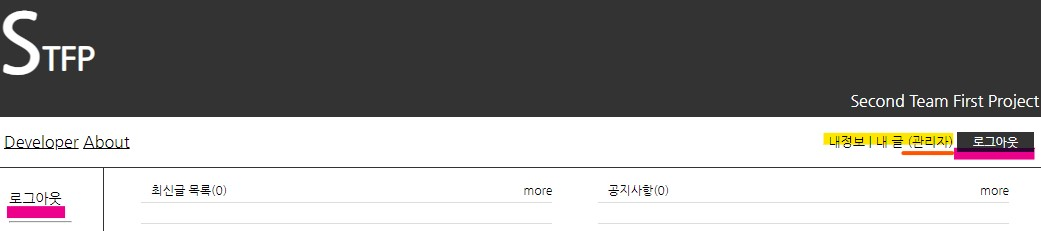 STFP
Second Team First Project
Developer About
내정보 | 내 글 (관리자) 로그아웃
로그아웃
최신글 목록(0) more
공지사항(0) more